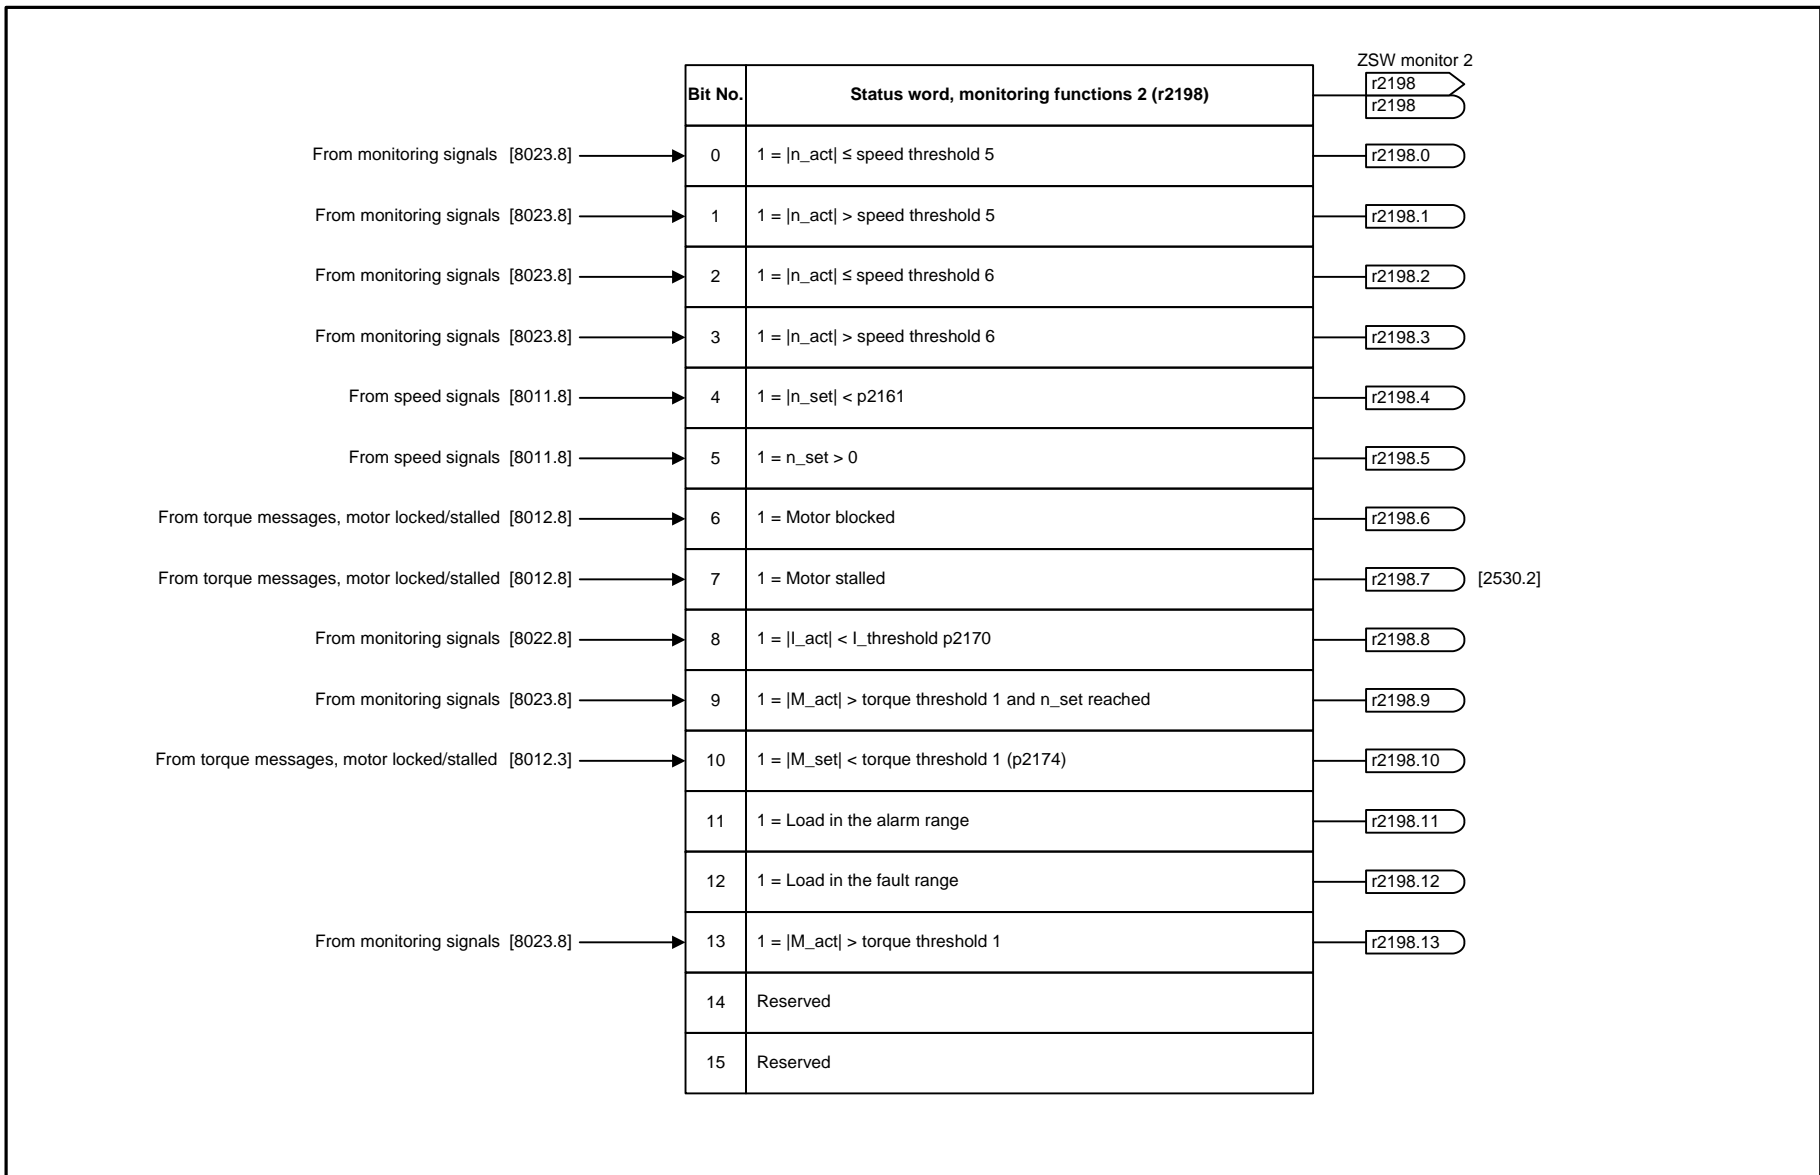 ZSW monitor 2
Bit No. Status word, monitoring functions 2 (r2198) r2198
r2198
From monitoring signals [8023.8] 0 1 = |n_act| ≤ speed threshold 5 r2198.0
From monitoring signals [8023.8] 1 1 = |n_act| > speed threshold 5 r2198.1
From monitoring signals [8023.8] 2 1 = |n_act| ≤ speed threshold 6 r2198.2
From monitoring signals [8023.8] 3 1 = |n_act| > speed threshold 6 r2198.3
From speed signals [8011.8] 4 1 = |n_set| < p2161 r2198.4
From speed signals [8011.8] 5 1 = n_set > 0 r2198.5
From torque messages, motor locked/stalled [8012.8] 6 1 = Motor blocked r2198.6
From torque messages, motor locked/stalled [8012.8] 7 1 = Motor stalled r2198.7 [2530.2]
From monitoring signals [8022.8] 8 1 = |I_act| < I_threshold p2170 r2198.8
From monitoring signals [8023.8] 9 1 = |M_act| > torque threshold 1 and n_set reached r2198.9
From torque messages, motor locked/stalled [8012.3] 10 1 = |M_set| < torque threshold 1 (p2174) r2198.10
11 1 = Load in the alarm range r2198.11
12 1 = Load in the fault range r2198.12
From monitoring signals [8023.8] 13 1 = |M_act| > torque threshold 1 r2198.13
14 Reserved
15 Reserved